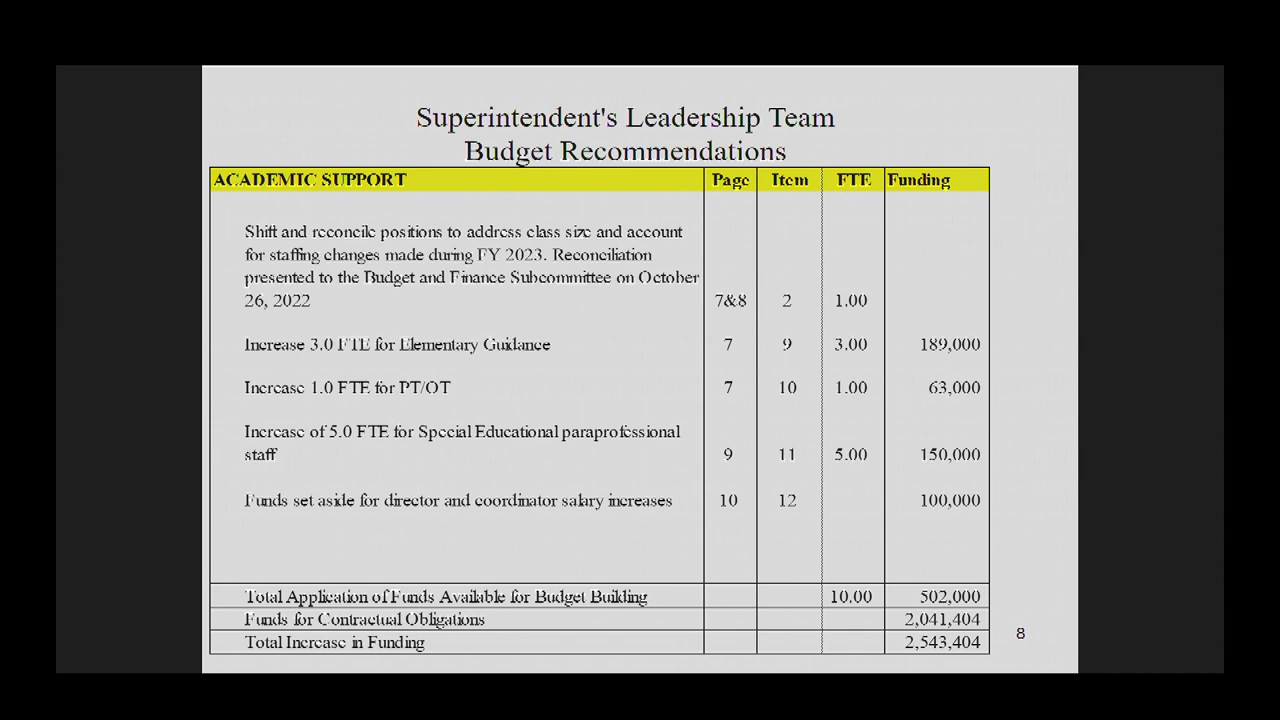 Superintendent's Leadership Team
Budget Recommendations
ACADEMIC SUPPORT Page Item FTE Funding
Shift and reconcile positions to address class size and account
for staffing changes made during FY 2023. Reconciliation
presented to the Budget and Finance Subcommittee on October
26, 2022 7&8 2 1.00
Increase 3.0 FTE for Elementary Guidance 7 9 3.00 189,000
Increase 1.0 FTE for PT/OT 7 10 1.00 63,000
Increase of 5.0 FTE for Special Educational paraprofessional
staff 9 11 5.00 150,000
Funds set aside for director and coordinator salary increases 10 12 100,000
Total Application of Funds Available for Budget Building 10.00 502,000
Funds for Contractual Obligations 2,041,404
Total Increase in Funding 2,543,404
8